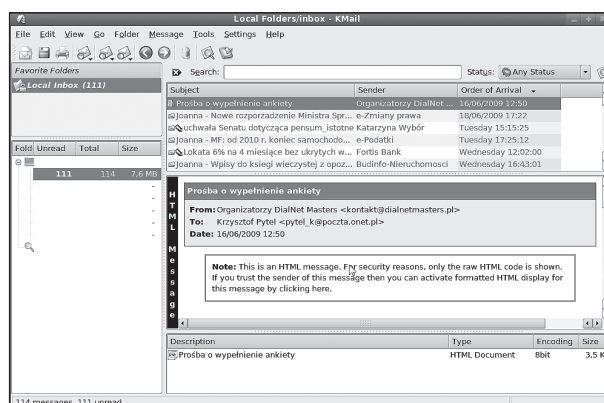 Local Folders/inbox - KMail
File Edit View Go Folder Message Tools Settings Help
Favorite Folders
Local Inbox (111)
Search: Status: Any Status
Subject Sender Order of Arrival
Prośba o wypełnienie ankiety Organizatorzy DialNet ... 16/06/2009 12:50
Joanna - Nowe rozporzadzenie Ministra Spr... e-Zmiany prawa 18/06/2009 17:22
uchwała Senatu dotycząca pensum_istotne Katarzyna Wybór Tuesday 15:15:25
Joanna - MF: od 2010 r. koniec samochodo... e-Podatki Tuesday 17:25:12
Lokata 6% na 4 miesiące bez ukrytych w... Fortis Bank Wednesday 12:02:00
Joanna - Wpisy do ksiegi wieczystej z opoz... Budinfo-Nieruchomosci Wednesday 16:43:01
Fold Unread Total Size
111 114 7,6 MB
HTML Message
Prośba o wypełnienie ankiety
From: Organizatorzy DialNet Masters <kontakt@dialnetmasters.pl>
To: Krzysztof Pytel <pytel_k@poczta.onet.pl>
Date: 16/06/2009 12:50
Note: This is an HTML message. For security reasons, only the raw HTML code is shown.
If you trust the sender of this message then you can activate formatted HTML display for
this message by clicking here.
Description Type Encoding Size
Prośba o wypełnienie ankiety HTML Document 8bit 3,5 K
114 messages, 111 unread